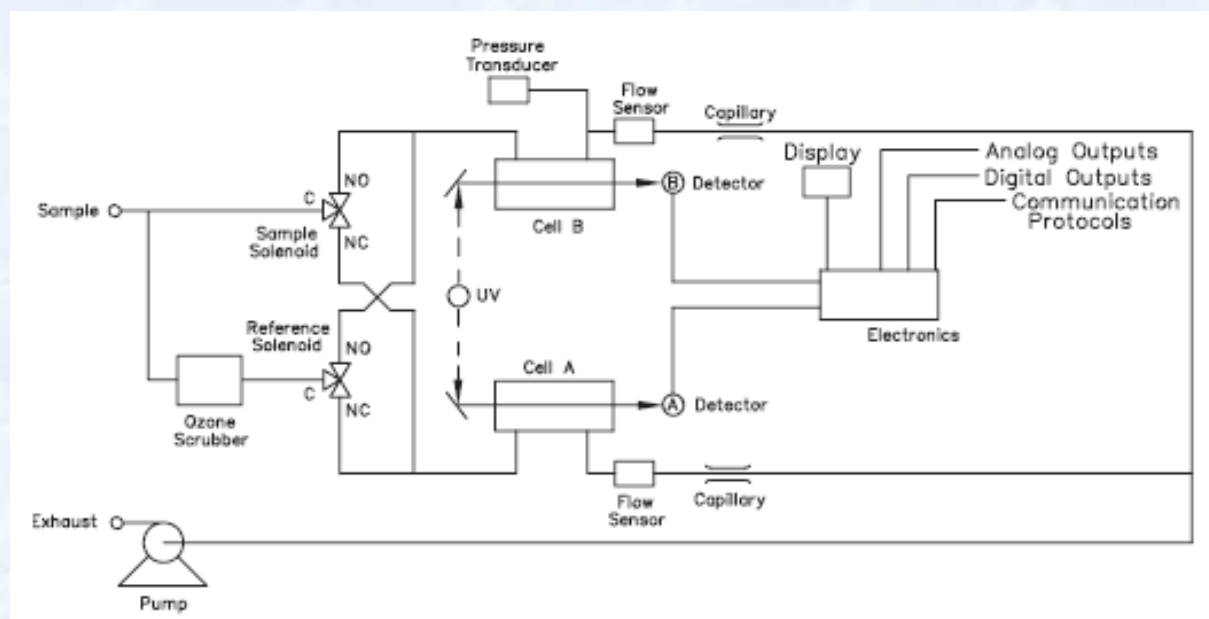 Pressure
Transducer
Flow
Sensor
Capillary
Display
Analog Outputs
Digital Outputs
Communication
Protocols
NO
C
Sample
Sample
Solenoid
NC
B
Detector
Cell B
UV
Reference
Solenoid
NO
Electronics
Cell A
C
NC
A
Detector
Ozone
Scrubber
Flow
Sensor
Capillary
Exhaust
Pump